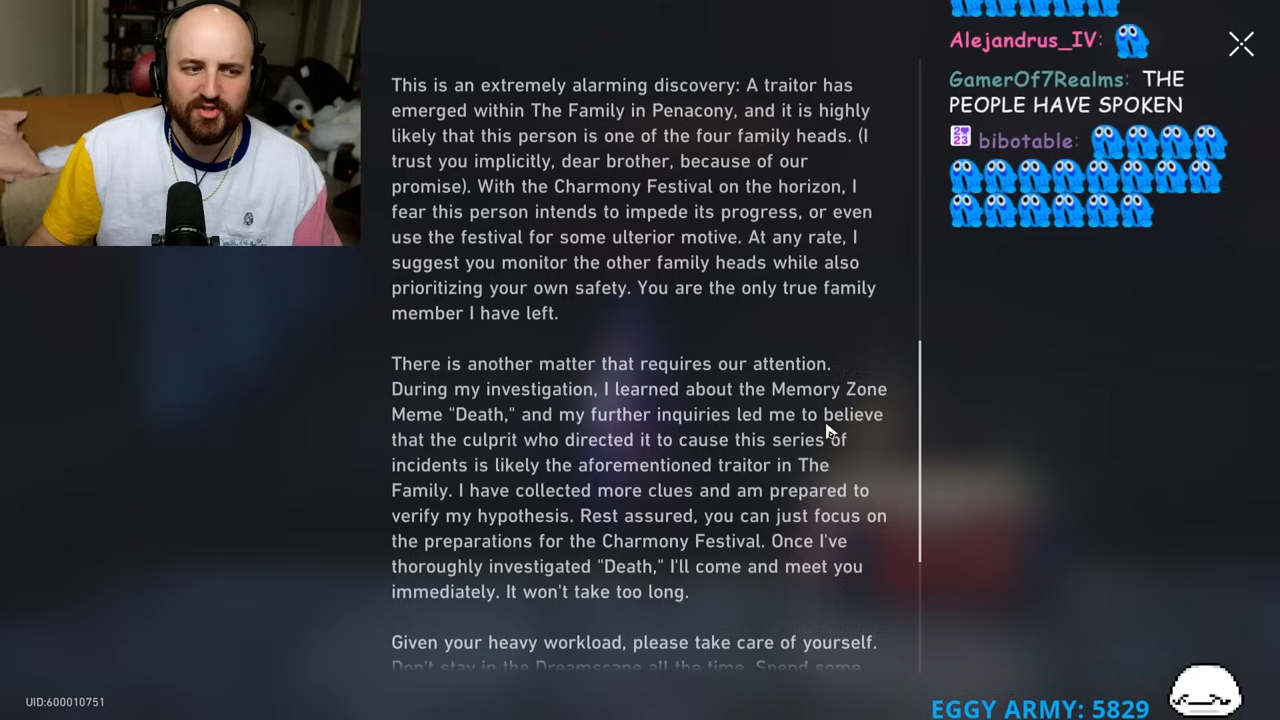 Alejandrus_IV:
GamerOf7Realms: THE
PEOPLE HAVE SPOKEN
bibotable:
This is an extremely alarming discovery: A traitor has
emerged within The Family in Penacony, and it is highly
likely that this person is one of the four family heads. (I
trust you implicitly, dear brother, because of our
promise). With the Charmony Festival on the horizon, I
fear this person intends to impede its progress, or even
use the festival for some ulterior motive. At any rate, I
suggest you monitor the other family heads while also
prioritizing your own safety. You are the only true family
member I have left.
There is another matter that requires our attention.
During my investigation, I learned about the Memory Zone
Meme "Death," and my further inquiries led me to believe
that the culprit who directed it to cause this series of
incidents is likely the aforementioned traitor in The
Family. I have collected more clues and am prepared to
verify my hypothesis. Rest assured, you can just focus on
the preparations for the Charmony Festival. Once I've
thoroughly investigated "Death," I'll come and meet you
immediately. It won't take too long.
Given your heavy workload, please take care of yourself.
Don't stay in the Dreamscape all the time. Spend some
UID:600010751
EGGY ARMY: 5829